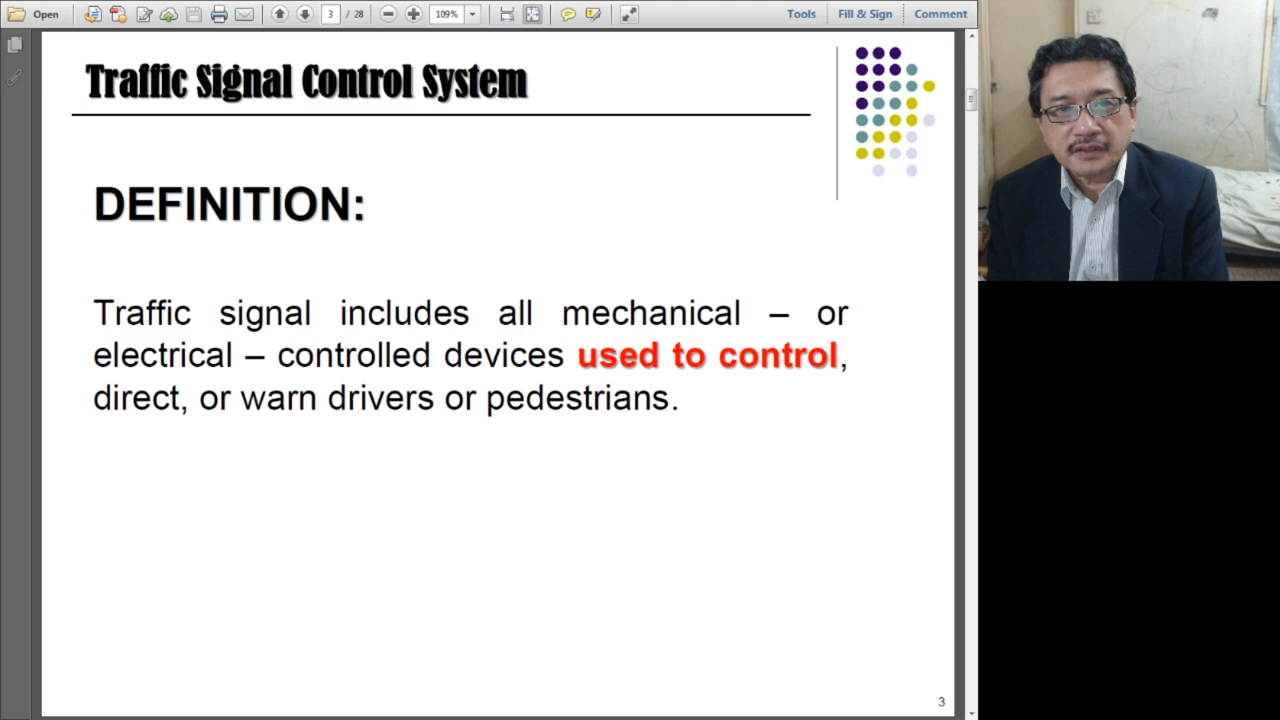 Open 3 / 28 109% Tools Fill & Sign Comment
Traffic Signal Control System
DEFINITION:
Traffic signal includes all mechanical – or
electrical – controlled devices used to control,
direct, or warn drivers or pedestrians.
3